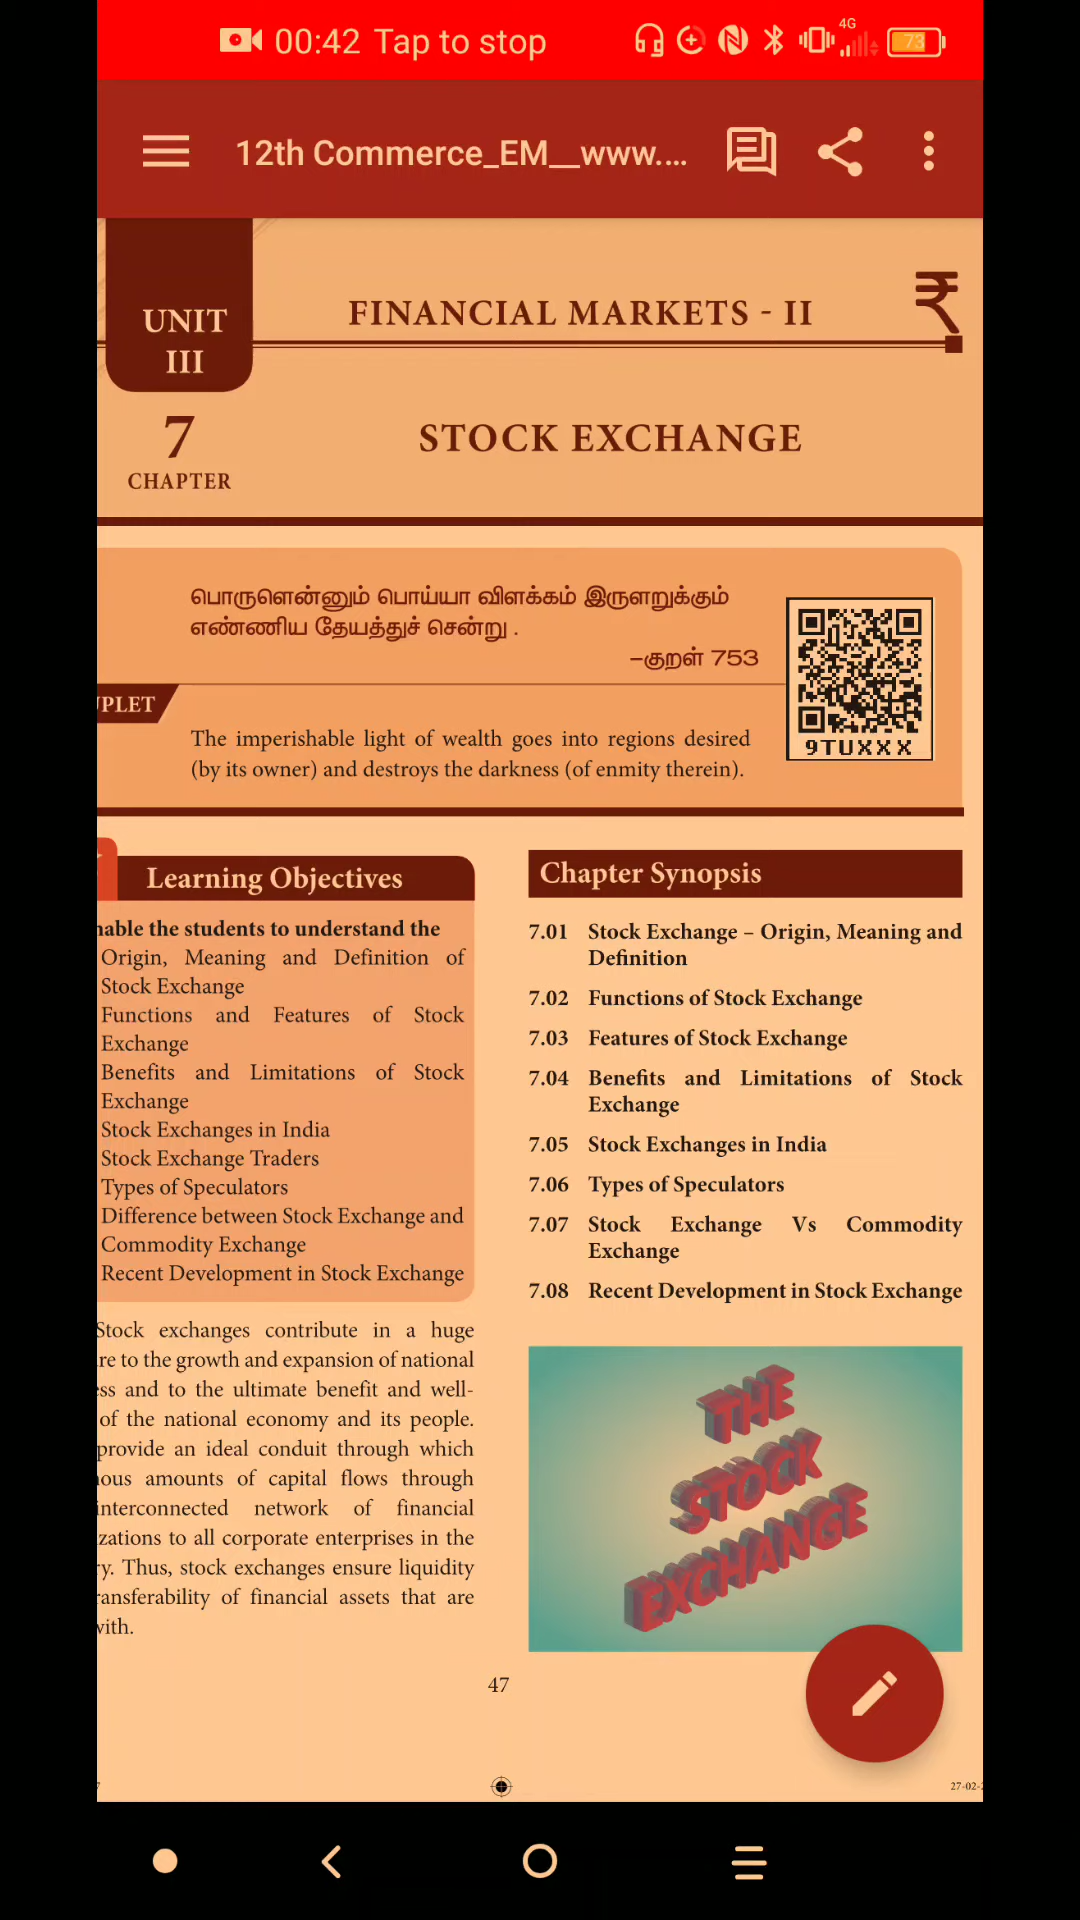 00:42 Tap to stop
4G
73
12th Commerce_EM__www....
UNIT
III
FINANCIAL MARKETS - II
₹
7
CHAPTER
STOCK EXCHANGE
பொருளென்னும் பொய்யா விளக்கம் இருளறுக்கும்
எண்ணிய தேயத்துச் சென்று .
–குறள் 753
9TUXXX
The imperishable light of wealth goes into regions desired
(by its owner) and destroys the darkness (of enmity therein).
Learning Objectives
the students to understand the
Origin, Meaning and Definition of
Stock Exchange
Functions and Features of Stock
Exchange
Benefits and Limitations of Stock
Exchange
Stock Exchanges in India
Stock Exchange Traders
Types of Speculators
Difference between Stock Exchange and
Commodity Exchange
Recent Development in Stock Exchange
Stock exchanges contribute in a huge
to the growth and expansion of national
and to the ultimate benefit and well-
of the national economy and its people.
provide an ideal conduit through which
amounts of capital flows through
interconnected network of financial
to all corporate enterprises in the
Thus, stock exchanges ensure liquidity
of financial assets that are
Chapter Synopsis
7.01 Stock Exchange – Origin, Meaning and
Definition
7.02 Functions of Stock Exchange
7.03 Features of Stock Exchange
7.04 Benefits and Limitations of Stock
Exchange
7.05 Stock Exchanges in India
7.06 Types of Speculators
7.07 Stock Exchange Vs Commodity
Exchange
7.08 Recent Development in Stock Exchange
THE
STOCK
EXCHANGE
47